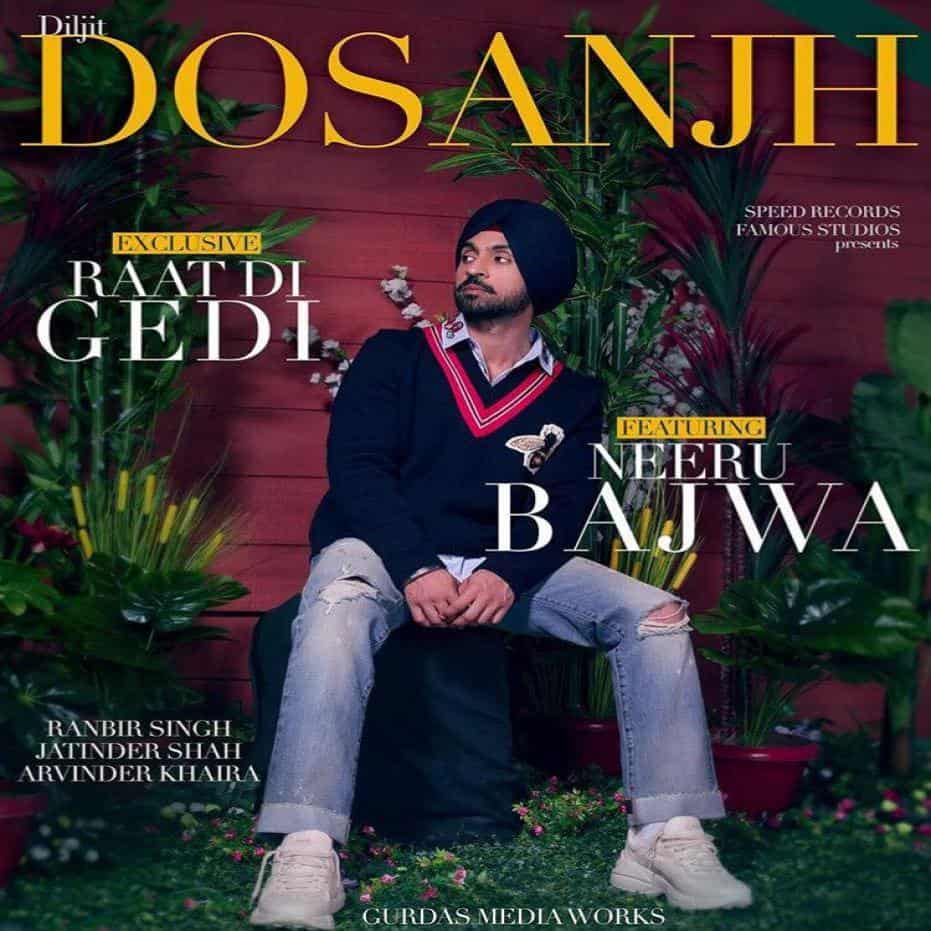 Diljit
DOSANJH
SPEED RECORDS
FAMOUS STUDIOS
presents
EXCLUSIVE
RAAT DI
GEDI
FEATURING
NEERU
BAJWA
RANBIR SINGH
JATINDER SHAH
ARVINDER KHAIRA
GURDAS MEDIA WORKS